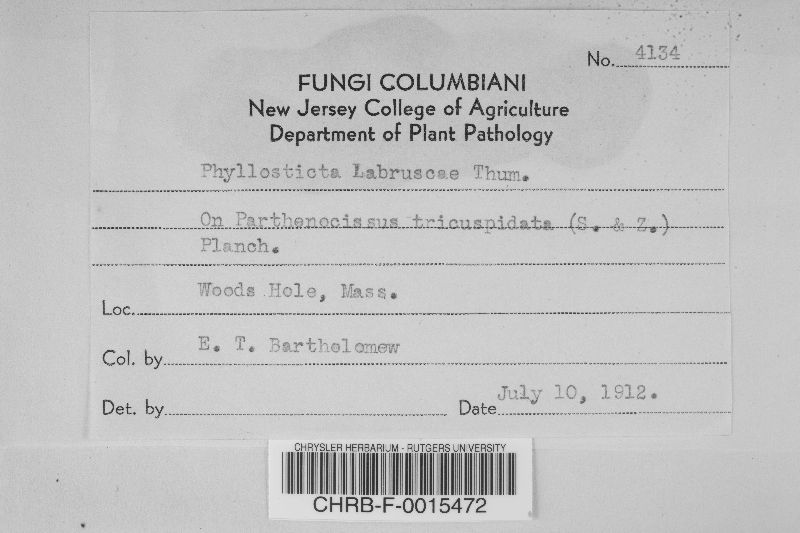 No. 4134
FUNGI COLUMBIANI
New Jersey College of Agriculture
Department of Plant Pathology
Phyllosticta Labruscae Thum.
On Parthenocissus tricuspidata (S. & Z.)
Planch.
Loc. Woods Hole, Mass.
Col. by E. T. Bartholomew
Det. by Date July 10, 1912.
CHRYSLER HERBARIUM - RUTGERS UNIVERSITY
CHRB-F-0015472